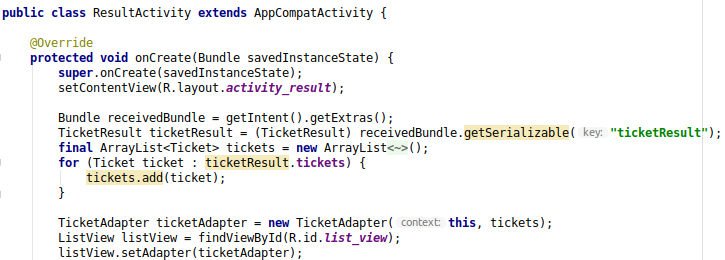 public class ResultActivity extends AppCompatActivity {
@Override
protected void onCreate(Bundle savedInstanceState) {
super.onCreate(savedInstanceState);
setContentView(R.layout.activity_result);
Bundle receivedBundle = getIntent().getExtras();
TicketResult ticketResult = (TicketResult) receivedBundle.getSerializable( key: "ticketResult");
final ArrayList<Ticket> tickets = new ArrayList<~>();
for (Ticket ticket : ticketResult.tickets) {
tickets.add(ticket);
}
TicketAdapter ticketAdapter = new TicketAdapter( context: this, tickets);
ListView listView = findViewById(R.id.list_view);
listView.setAdapter(ticketAdapter);